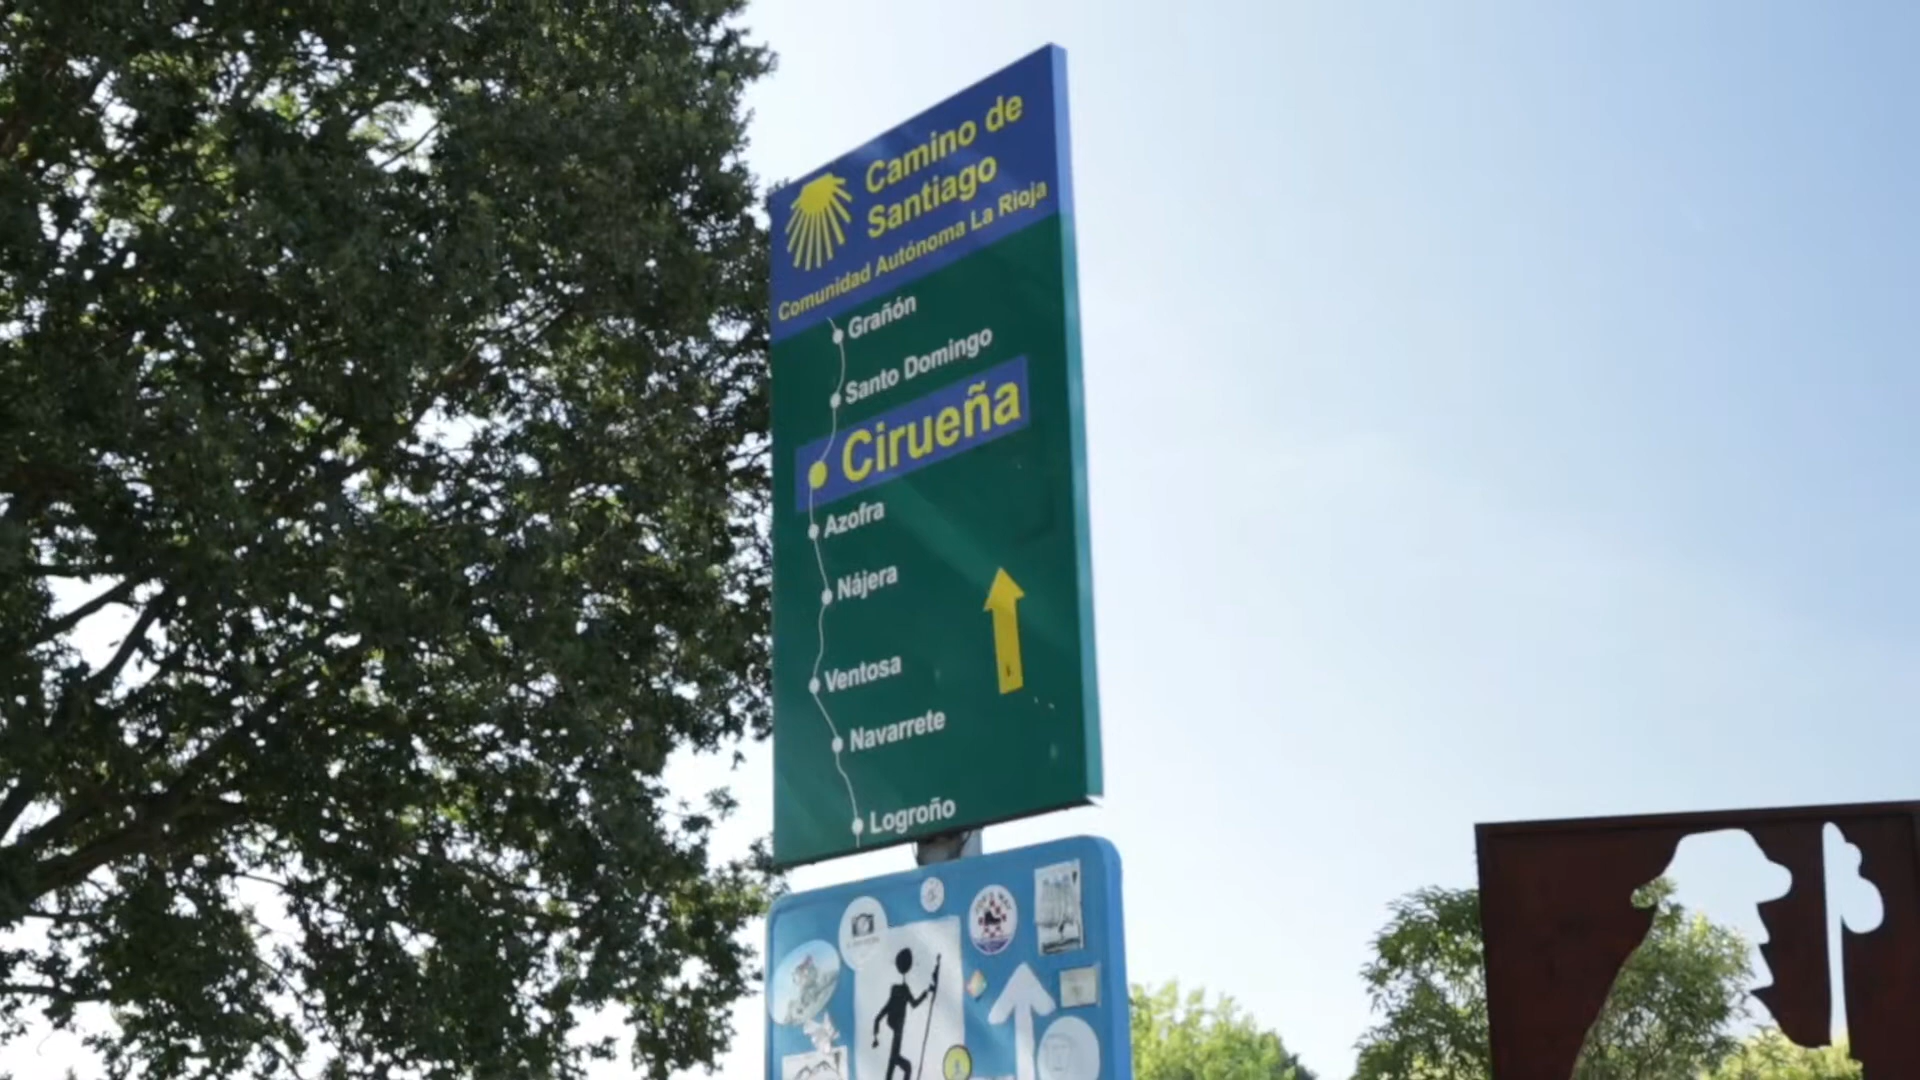 Camino de
Santiago
Comunidad Autónoma La Rioja
Grañón
Santo Domingo
Cirueña
Azofra
Nájera
Ventosa
Navarrete
Logroño